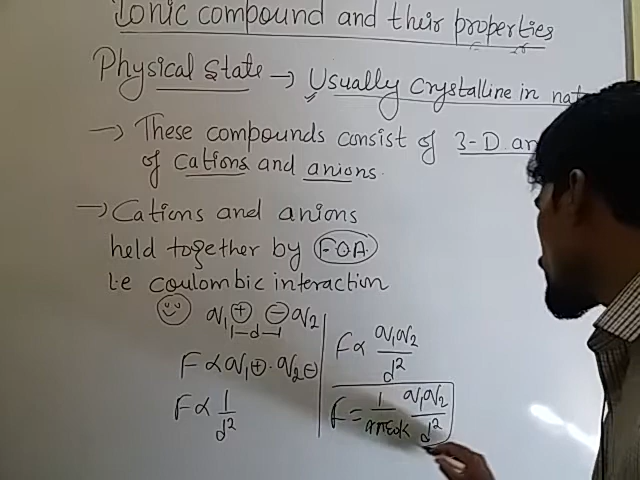 Ionic compound and their properties
Physical state → Usually crystalline in
→ These compounds consist of 3-D
of cations and anions.
→ Cations and anions
held together by FOA
i.e coulombic interaction
q1 + - q2
d
F ∝ q1⊕ . q2⊖
F ∝ 1/d²
F ∝ q1q2/d²
F = 1/4πε0K q1q2/d²